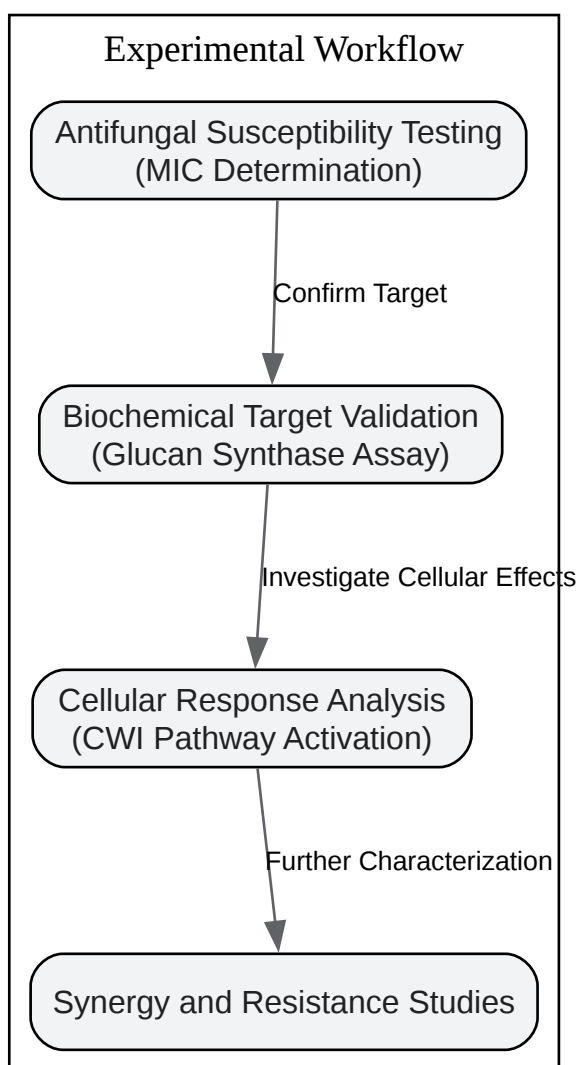 Experimental Workflow
Antifungal Susceptibility Testing
(MIC Determination)
Confirm Target
Biochemical Target Validation
(Glucan Synthase Assay)
Investigate Cellular Effects
Cellular Response Analysis
(CWI Pathway Activation)
Further Characterization
Synergy and Resistance Studies